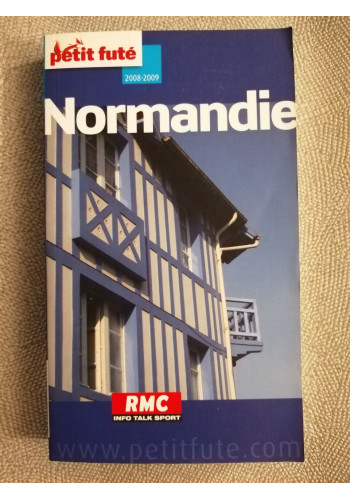 petit futé
2008-2009
Normandie
RMC
INFO TALK SPORT
www.petitfute.com